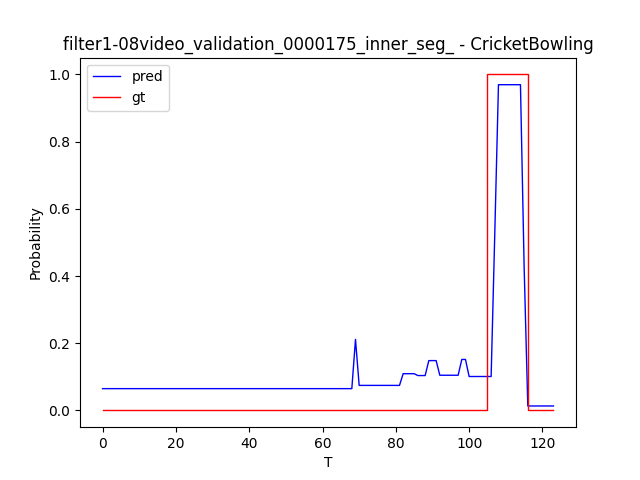 filter1-08video_validation_0000175_inner_seg_ - CricketBowling
pred
gt
1.0
0.8
0.6
0.4
0.2
0.0
Probability
0 20 40 60 80 100 120
T